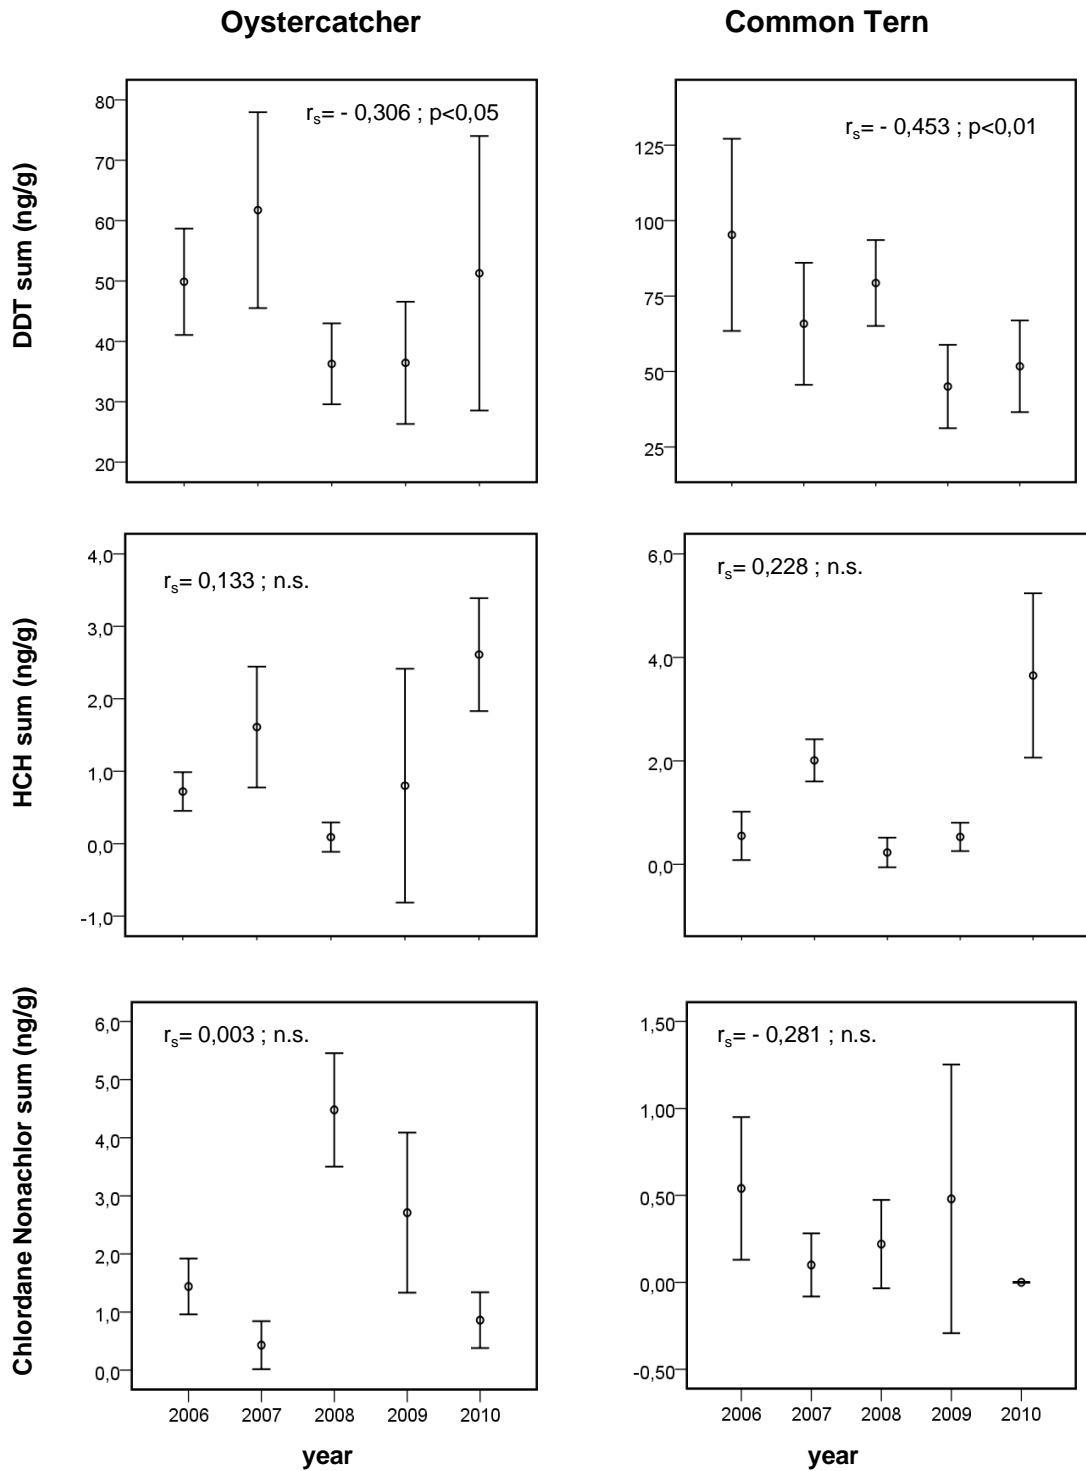 Oystercatcher
Common Tern
DDT sum (ng/g)
80
70
60
50
40
30
20
rs= - 0,306 ; p<0,05
125
100
75
50
25
rs= - 0,453 ; p<0,01
HCH sum (ng/g)
4,0
3,0
2,0
1,0
0,0
-1,0
rs= 0,133 ; n.s.
6,0
4,0
2,0
0,0
rs= 0,228 ; n.s.
Chlordane Nonachlor sum (ng/g)
6,0
5,0
4,0
3,0
2,0
1,0
0,0
rs= 0,003 ; n.s.
2006 2007 2008 2009 2010
year
1,50
1,00
0,50
0,00
-0,50
rs= - 0,281 ; n.s.
2006 2007 2008 2009 2010
year